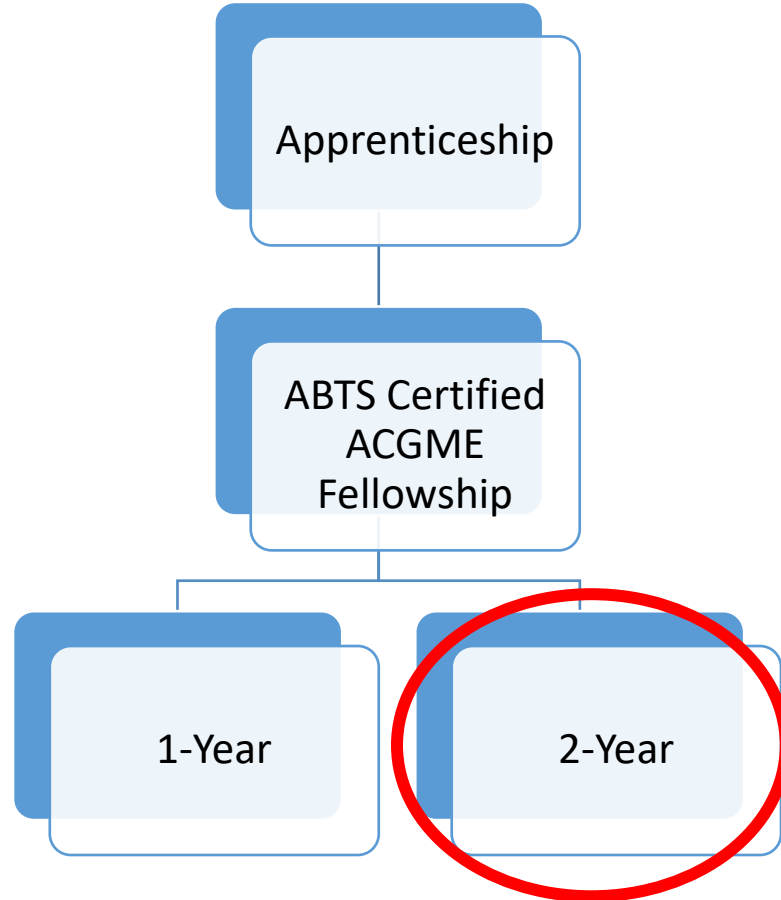 Apprenticeship
ABTS Certified
ACGME
Fellowship
1-Year
2-Year